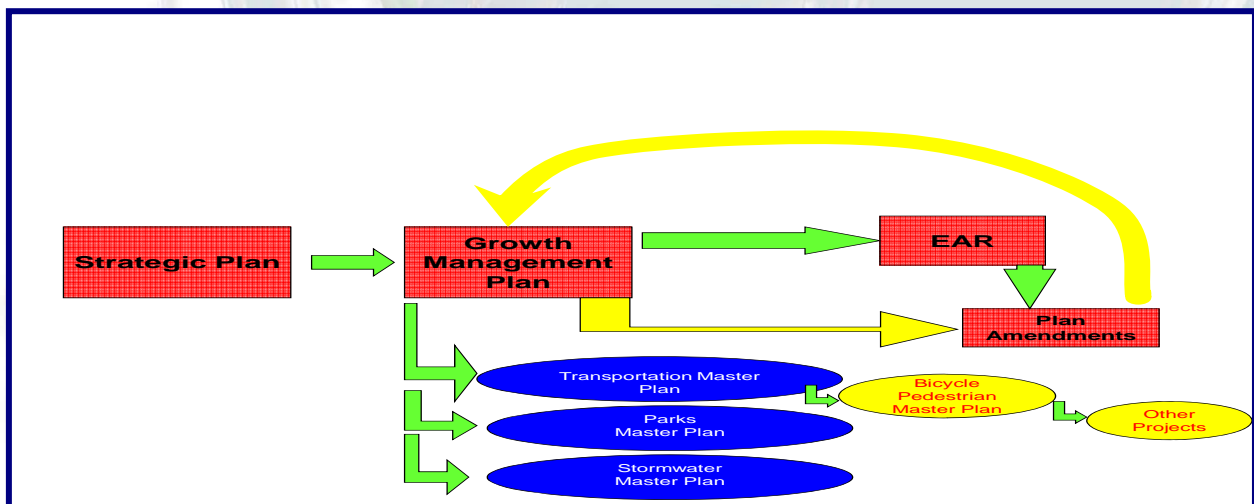 Strategic Plan
Growth
Management
Plan
EAR
Plan
Amendments
Transportation Master
Plan
Bicycle
Pedestrian
Master Plan
Other
Projects
Parks
Master Plan
Stormwater
Master Plan